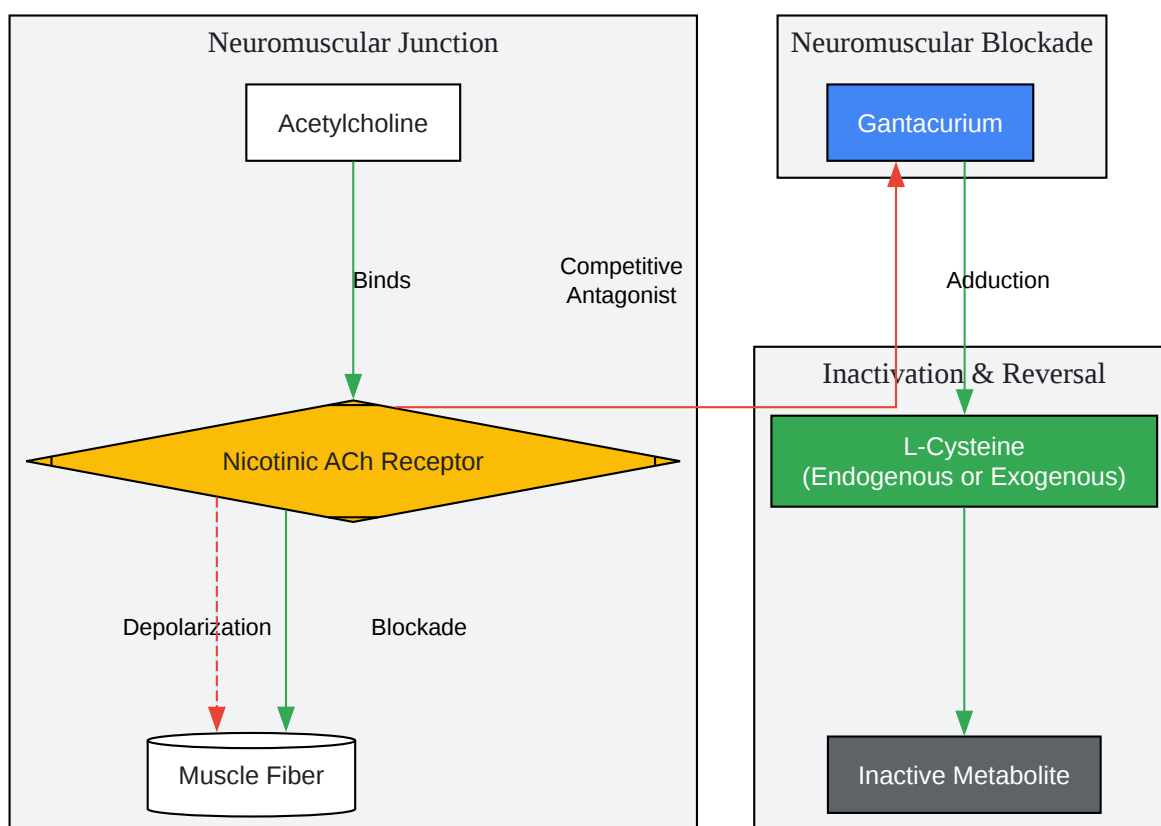 Neuromuscular Junction
Acetylcholine
Binds
Competitive
Antagonist
Nicotinic ACh Receptor
Depolarization
Blockade
Muscle Fiber
Neuromuscular Blockade
Gantacurium
Adduction
Inactivation & Reversal
L-Cysteine
(Endogenous or Exogenous)
Inactive Metabolite